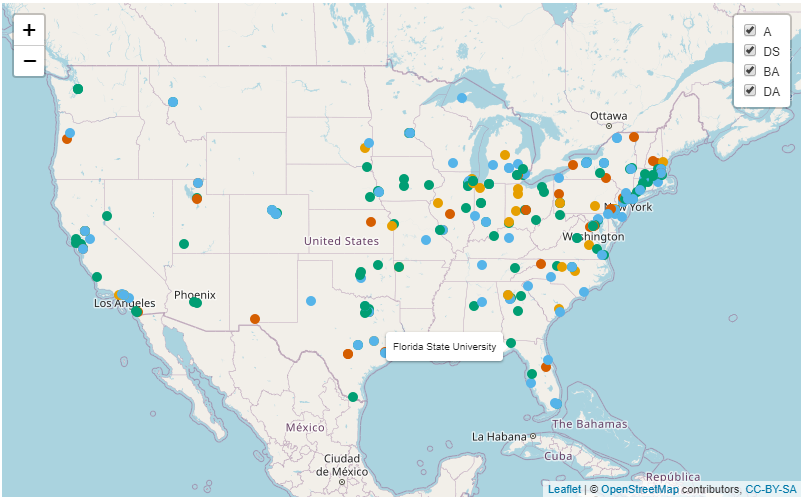 +
−
A
DS
BA
DA
Ottawa
New York
Washington
United States
Los Angeles
Phoenix
Florida State University
México
La Habana
The Bahamas
Cuba
Ciudad
de México
República
Leaflet | © OpenStreetMap contributors, CC-BY-SA